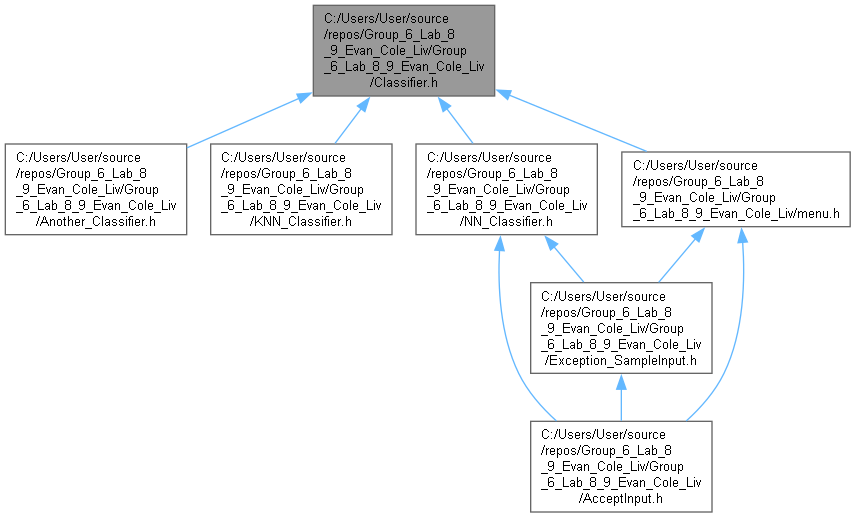 C:/Users/User/source
/repos/Group_6_Lab_8
_9_Evan_Cole_Liv/Group
_6_Lab_8_9_Evan_Cole_Liv
/Classifier.h
C:/Users/User/source
/repos/Group_6_Lab_8
_9_Evan_Cole_Liv/Group
_6_Lab_8_9_Evan_Cole_Liv
/Another_Classifier.h
C:/Users/User/source
/repos/Group_6_Lab_8
_9_Evan_Cole_Liv/Group
_6_Lab_8_9_Evan_Cole_Liv
/KNN_Classifier.h
C:/Users/User/source
/repos/Group_6_Lab_8
_9_Evan_Cole_Liv/Group
_6_Lab_8_9_Evan_Cole_Liv
/NN_Classifier.h
C:/Users/User/source
/repos/Group_6_Lab_8
_9_Evan_Cole_Liv/Group
_6_Lab_8_9_Evan_Cole_Liv/menu.h
C:/Users/User/source
/repos/Group_6_Lab_8
_9_Evan_Cole_Liv/Group
_6_Lab_8_9_Evan_Cole_Liv
/Exception_SampleInput.h
C:/Users/User/source
/repos/Group_6_Lab_8
_9_Evan_Cole_Liv/Group
_6_Lab_8_9_Evan_Cole_Liv
/AcceptInput.h